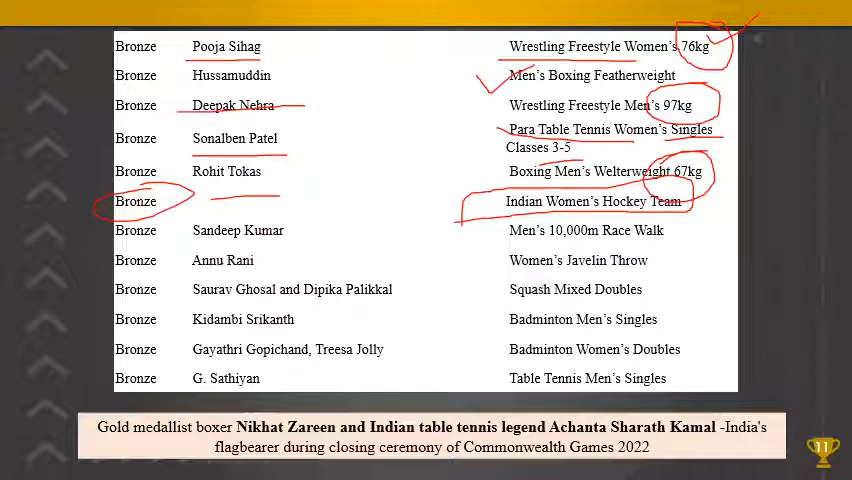 Bronze Pooja Sihag Wrestling Freestyle Women's 76kg
Bronze Hussamuddin Men's Boxing Featherweight
Bronze Deepak Nehra Wrestling Freestyle Men's 97kg
Bronze Sonalben Patel Para Table Tennis Women's Singles
Classes 3-5
Bronze Rohit Tokas Boxing Men's Welterweight 67kg
Bronze Indian Women's Hockey Team
Bronze Sandeep Kumar Men's 10,000m Race Walk
Bronze Annu Rani Women's Javelin Throw
Bronze Saurav Ghosal and Dipika Palikkal Squash Mixed Doubles
Bronze Kidambi Srikanth Badminton Men's Singles
Bronze Gayathri Gopichand, Treesa Jolly Badminton Women's Doubles
Bronze G. Sathiyan Table Tennis Men's Singles
Gold medallist boxer Nikhat Zareen and Indian table tennis legend Achanta Sharath Kamal -India's
flagbearer during closing ceremony of Commonwealth Games 2022
11